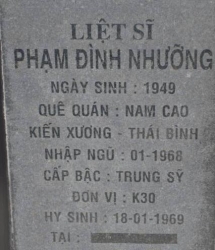 LIỆT SĨ
PHẠM ĐÌNH NHƯỠNG
NGÀY SINH : 1949
QUÊ QUÁN : NAM CAO
KIẾN XƯƠNG - THÁI BÌNH
NHẬP NGŨ : 01-1968
CẤP BẬC : TRUNG SỸ
ĐƠN VỊ : K30
HY SINH : 18-01-1969
TẠI :